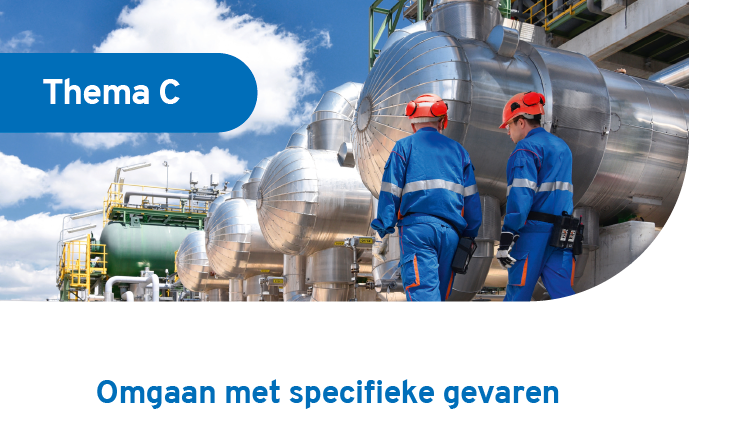 Thema C
Omgaan met specifieke gevaren